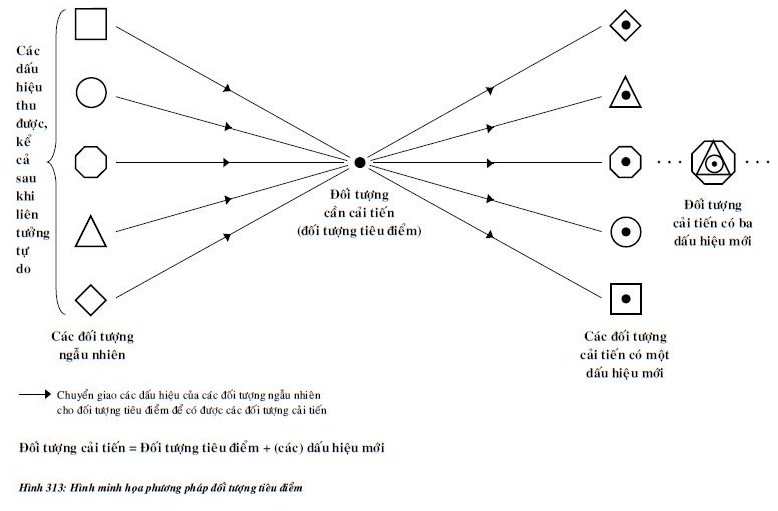 Các
dấu
hiệu
thu
được,
kể
cả
sau
khi
liên
tưởng
tự
do
Các đối tượng
ngẫu nhiên
Đối tượng
cần cải tiến
(đối tượng tiêu điểm)
Các đối tượng
cải tiến có một
dấu hiệu mới
. . .
. . .
Đối tượng
cải tiến có ba
dấu hiệu mới
Chuyển giao các dấu hiệu của các đối tượng ngẫu nhiên
cho đối tượng tiêu điểm để có được các đối tượng cải tiến
Đối tượng cải tiến = Đối tượng tiêu điểm + (các) dấu hiệu mới
Hình 313: Hình minh họa phương pháp đối tượng tiêu điểm